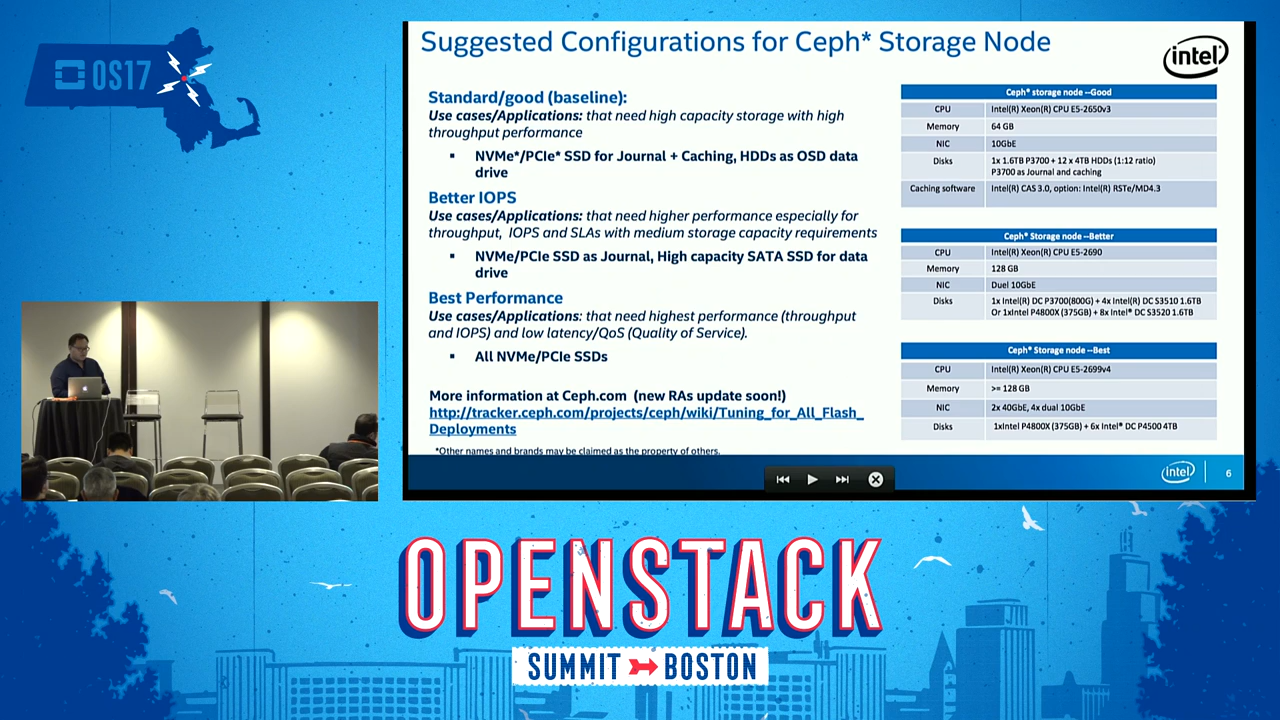 OS17
Suggested Configurations for Ceph* Storage Node
intel
Standard/good (baseline):
Use cases/Applications: that need high capacity storage with high
throughput performance
▪ NVMe*/PCIe* SSD for Journal + Caching, HDDs as OSD data
drive
Better IOPS
Use cases/Applications: that need higher performance especially for
throughput, IOPS and SLAs with medium storage capacity requirements
▪ NVMe/PCIe SSD as Journal, High capacity SATA SSD for data
drive
Best Performance
Use cases/Applications: that need highest performance (throughput
and IOPS) and low latency/QoS (Quality of Service).
▪ All NVMe/PCIe SSDs
More information at Ceph.com (new RAs update soon!)
http://tracker.ceph.com/projects/ceph/wiki/Tuning_for_All_Flash_
Deployments
*Other names and brands may be claimed as the property of others.
Ceph* storage node --Good
CPU Intel(R) Xeon(R) CPU E5-2650v3
Memory 64 GB
NIC 10GbE
Disks 1x 1.6TB P3700 + 12 x 4TB HDDs (1:12 ratio)
P3700 as Journal and caching
Caching software Intel(R) CAS 3.0, option: Intel(R) RSTe/MD4.3
Ceph* Storage node --Better
CPU Intel(R) Xeon(R) CPU E5-2690
Memory 128 GB
NIC Duel 10GbE
Disks 1x Intel(R) DC P3700(800G) + 4x Intel(R) DC S3510 1.6TB
Or 1xIntel P4800X (375GB) + 8x Intel® DC S3520 1.6TB
Ceph* Storage node --Best
CPU Intel(R) Xeon(R) CPU E5-2699v4
Memory >= 128 GB
NIC 2x 40GbE, 4x dual 10GbE
Disks 1xIntel P4800X (375GB) + 6x Intel® DC P4500 4TB
intel
6
OPENSTACK
SUMMIT BOSTON